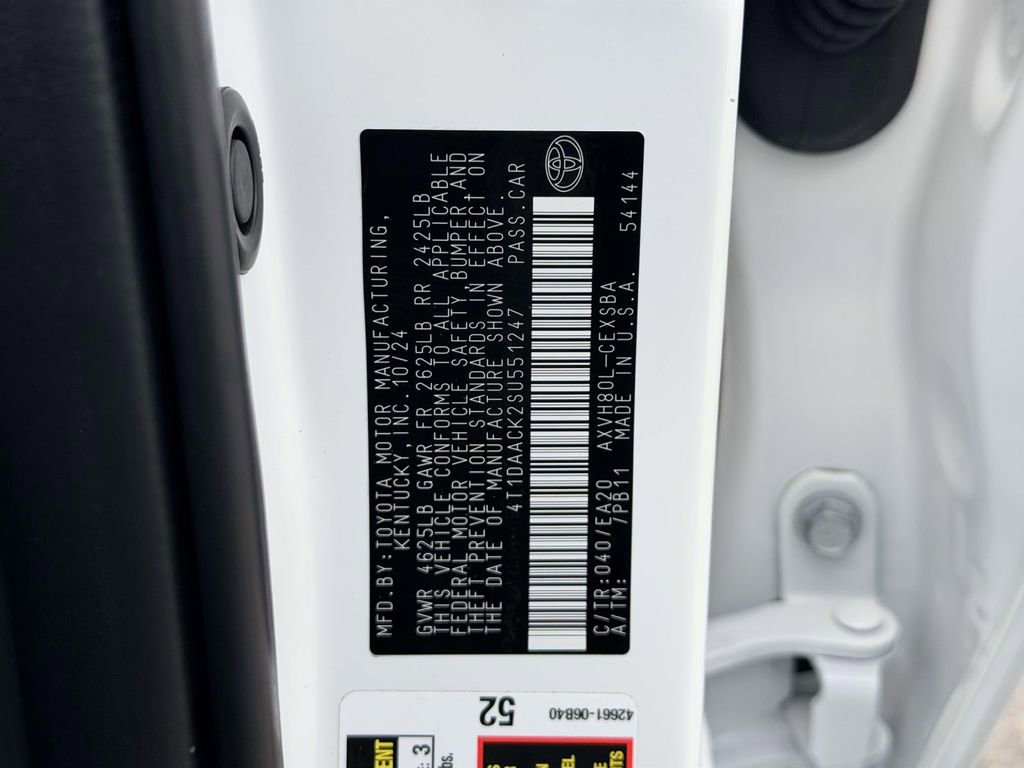 MFD.BY:TOYOTA MOTOR MANUFACTURING,
KENTUCKY, INC. 10/24
GVWR 4625LB GAWR FR 2625LB RR 2425LB
THIS VEHICLE CONFORMS TO ALL APPLICABLE
FEDERAL MOTOR VEHICLE SAFETY, BUMPER, AND
THEFT PREVENTION STANDARDS IN EFFECT ON
THE DATE OF MANUFACTURE SHOWN ABOVE.
4T1DAACK2SU551247 PASS.CAR
C/TR:040/EA20 AXVH80L-CEXSBA
A/TM: /PB11 MADE IN U.S.A. 54144
52
42661-06B40
3